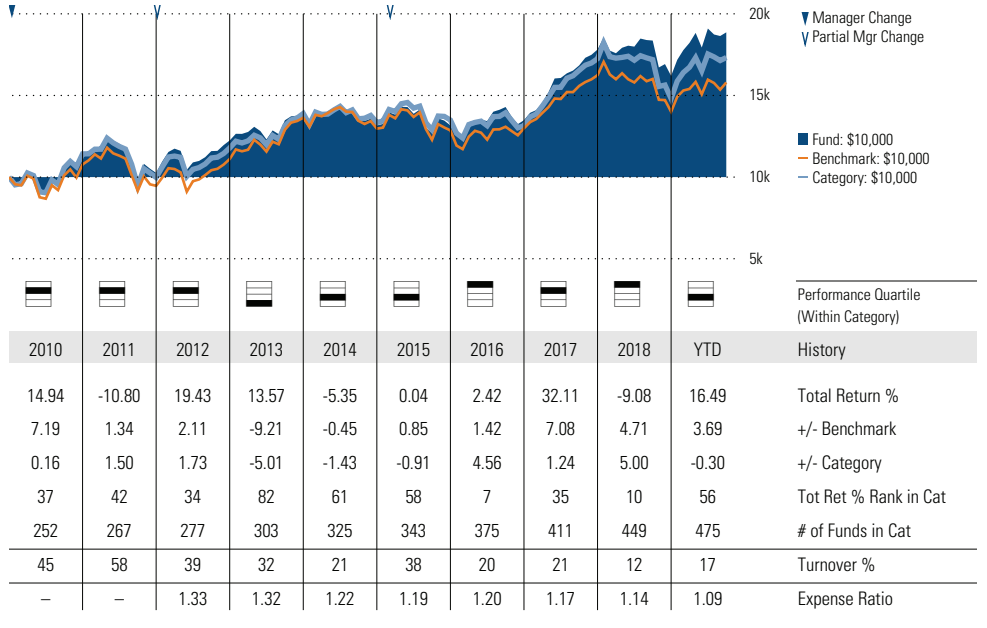 20k
Manager Change
Partial Mgr Change
15k
Fund: $10,000
Benchmark: $10,000
Category: $10,000
10k
5k
Performance Quartile
(Within Category)
2010 2011 2012 2013 2014 2015 2016 2017 2018 YTD History
14.94 -10.80 19.43 13.57 -5.35 0.04 2.42 32.11 -9.08 16.49 Total Return %
7.19 1.34 2.11 -9.21 -0.45 0.85 1.42 7.08 4.71 3.69 +/- Benchmark
0.16 1.50 1.73 -5.01 -1.43 -0.91 4.56 1.24 5.00 -0.30 +/- Category
37 42 34 82 61 58 7 35 10 56 Tot Ret % Rank in Cat
252 267 277 303 325 343 375 411 449 475 # of Funds in Cat
45 58 39 32 21 38 20 21 12 17 Turnover %
– – 1.33 1.32 1.22 1.19 1.20 1.17 1.14 1.09 Expense Ratio